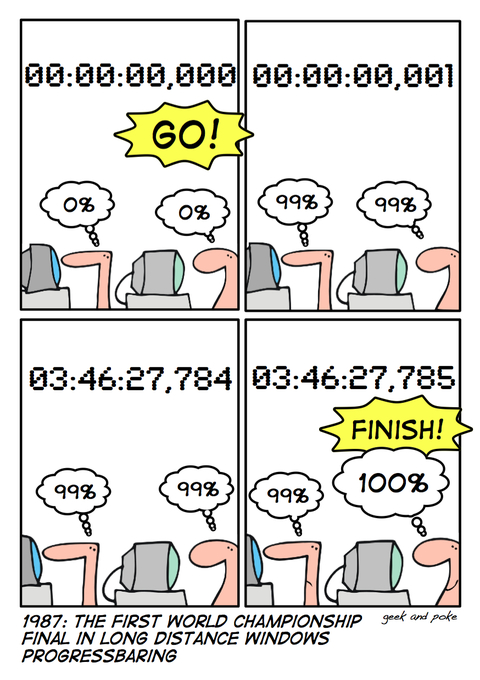 00:00:00,000
GO!
0%
0%
00:00:00,001
99%
99%
03:46:27,784
99%
99%
03:46:27,785
FINISH!
99%
100%
1987: THE FIRST WORLD CHAMPIONSHIP
FINAL IN LONG DISTANCE WINDOWS
PROGRESSBARING
geek and poke